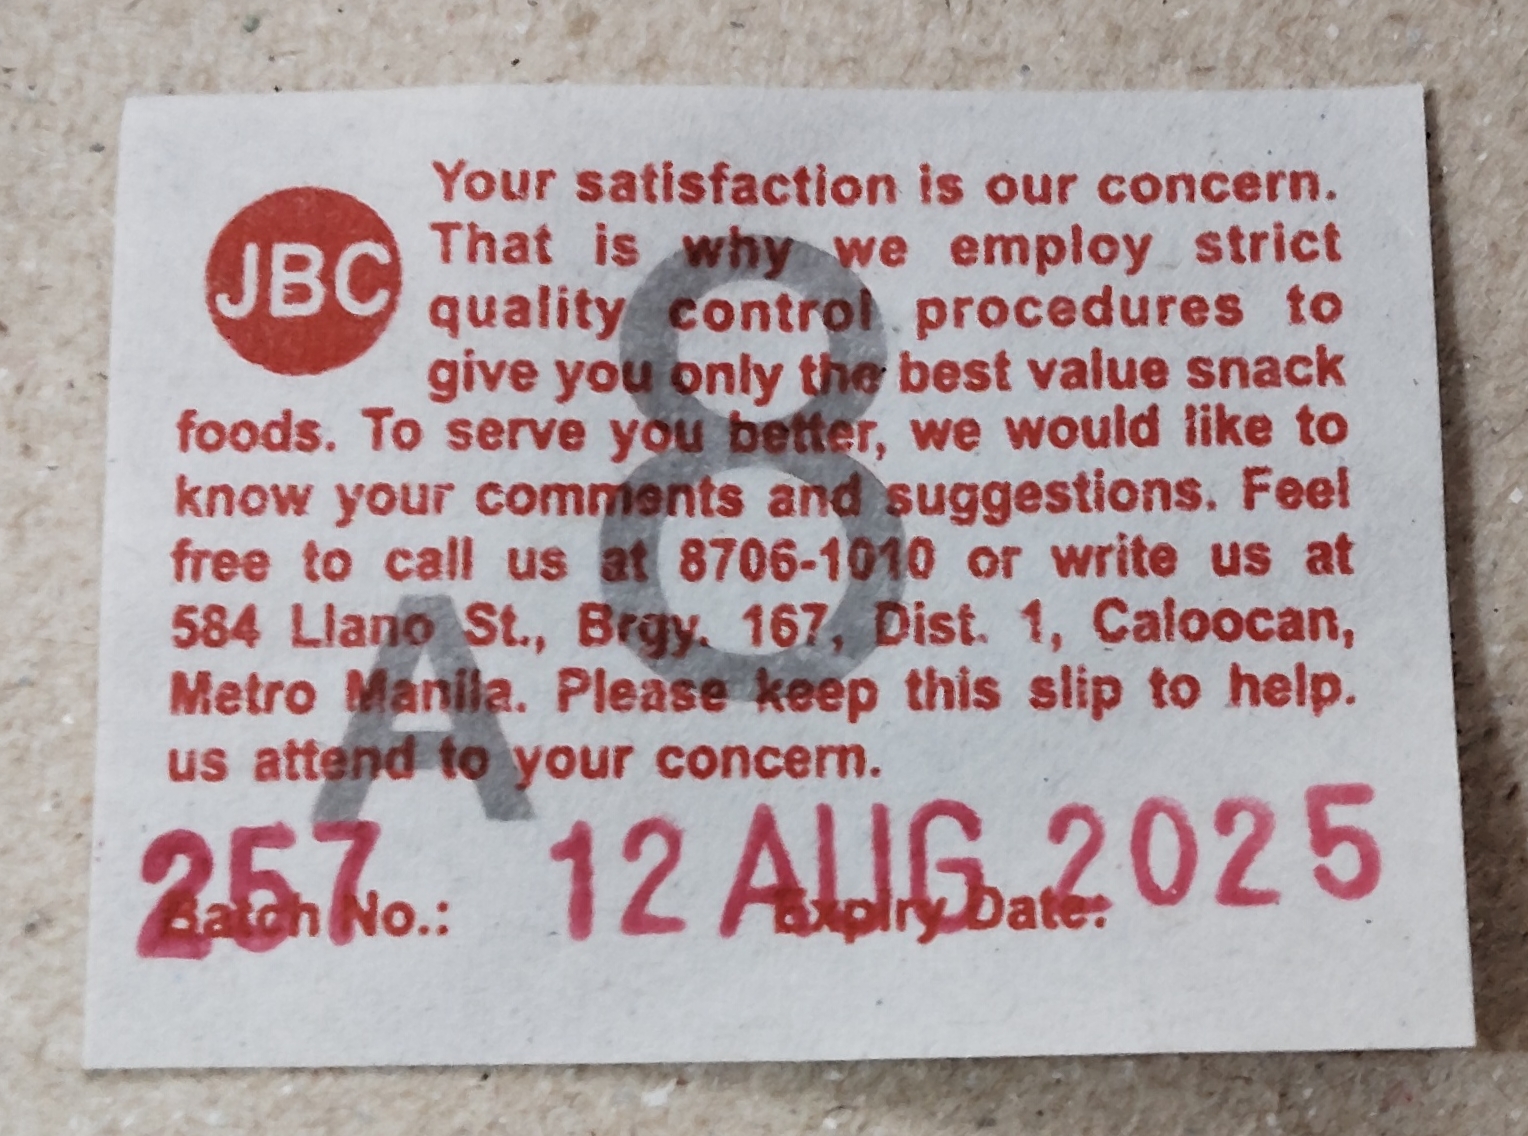 JBC
Your satisfaction is our concern.
That is why we employ strict
quality control procedures to
give you only the best value snack
foods. To serve you better, we would like to
know your comments and suggestions. Feel
free to call us at 8706-1010 or write us at
584 Llano St., Brgy. 167, Dist. 1, Caloocan,
Metro Manila. Please keep this slip to help.
us attend to your concern.
8
A
257 12 AUG 2025
Batch No.: Expiry Date: